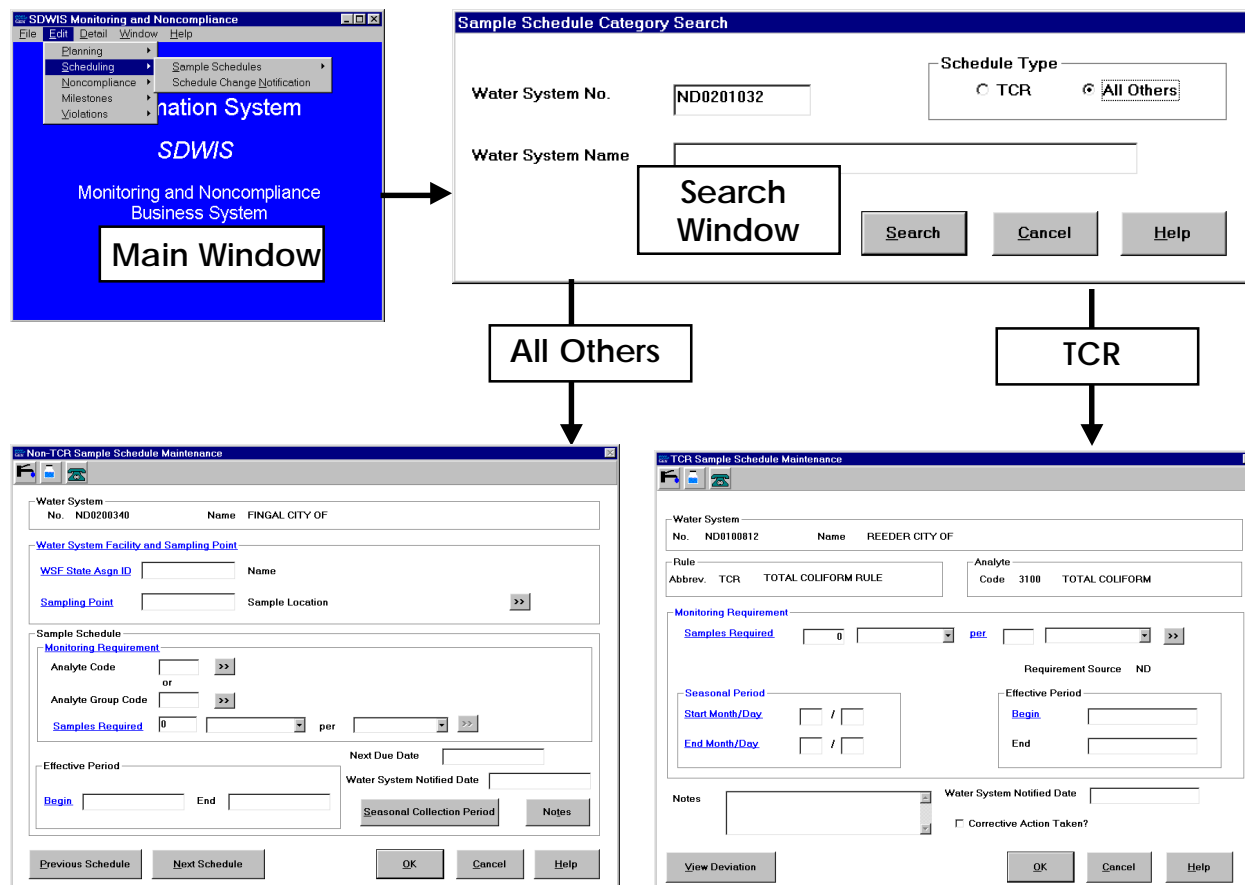 SDWIS Monitoring and Noncompliance
File Edit Detail Window Help
Planning
Scheduling
Noncompliance
Milestones
Violations
Sample Schedules
Schedule Change Notification
mation System
SDWIS
Monitoring and Noncompliance
Business System
Main Window
Sample Schedule Category Search
Water System No. ND0201032
Schedule Type
TCR All Others
Water System Name
Search
Window
Search Cancel Help
All Others
TCR
Non-TCR Sample Schedule Maintenance
Water System
No. ND0200340 Name FINGAL CITY OF
Water System Facility and Sampling Point
WSF State Asgn ID Name
Sampling Point Sample Location >>
Sample Schedule
Monitoring Requirement
Analyte Code >>
or
Analyte Group Code >>
Samples Required 0 per >>
Next Due Date
Effective Period
Water System Notified Date
Begin End
Seasonal Collection Period Notes
Previous Schedule Next Schedule OK Cancel Help
TCR Sample Schedule Maintenance
Water System
No. ND0100812 Name REEDER CITY OF
Rule
Abbrev. TCR TOTAL COLIFORM RULE
Analyte
Code 3100 TOTAL COLIFORM
Monitoring Requirement
Samples Required 0 per >>
Requirement Source ND
Seasonal Period
Start Month/Day /
End Month/Day /
Effective Period
Begin
End
Notes
Water System Notified Date
Corrective Action Taken?
View Deviation OK Cancel Help